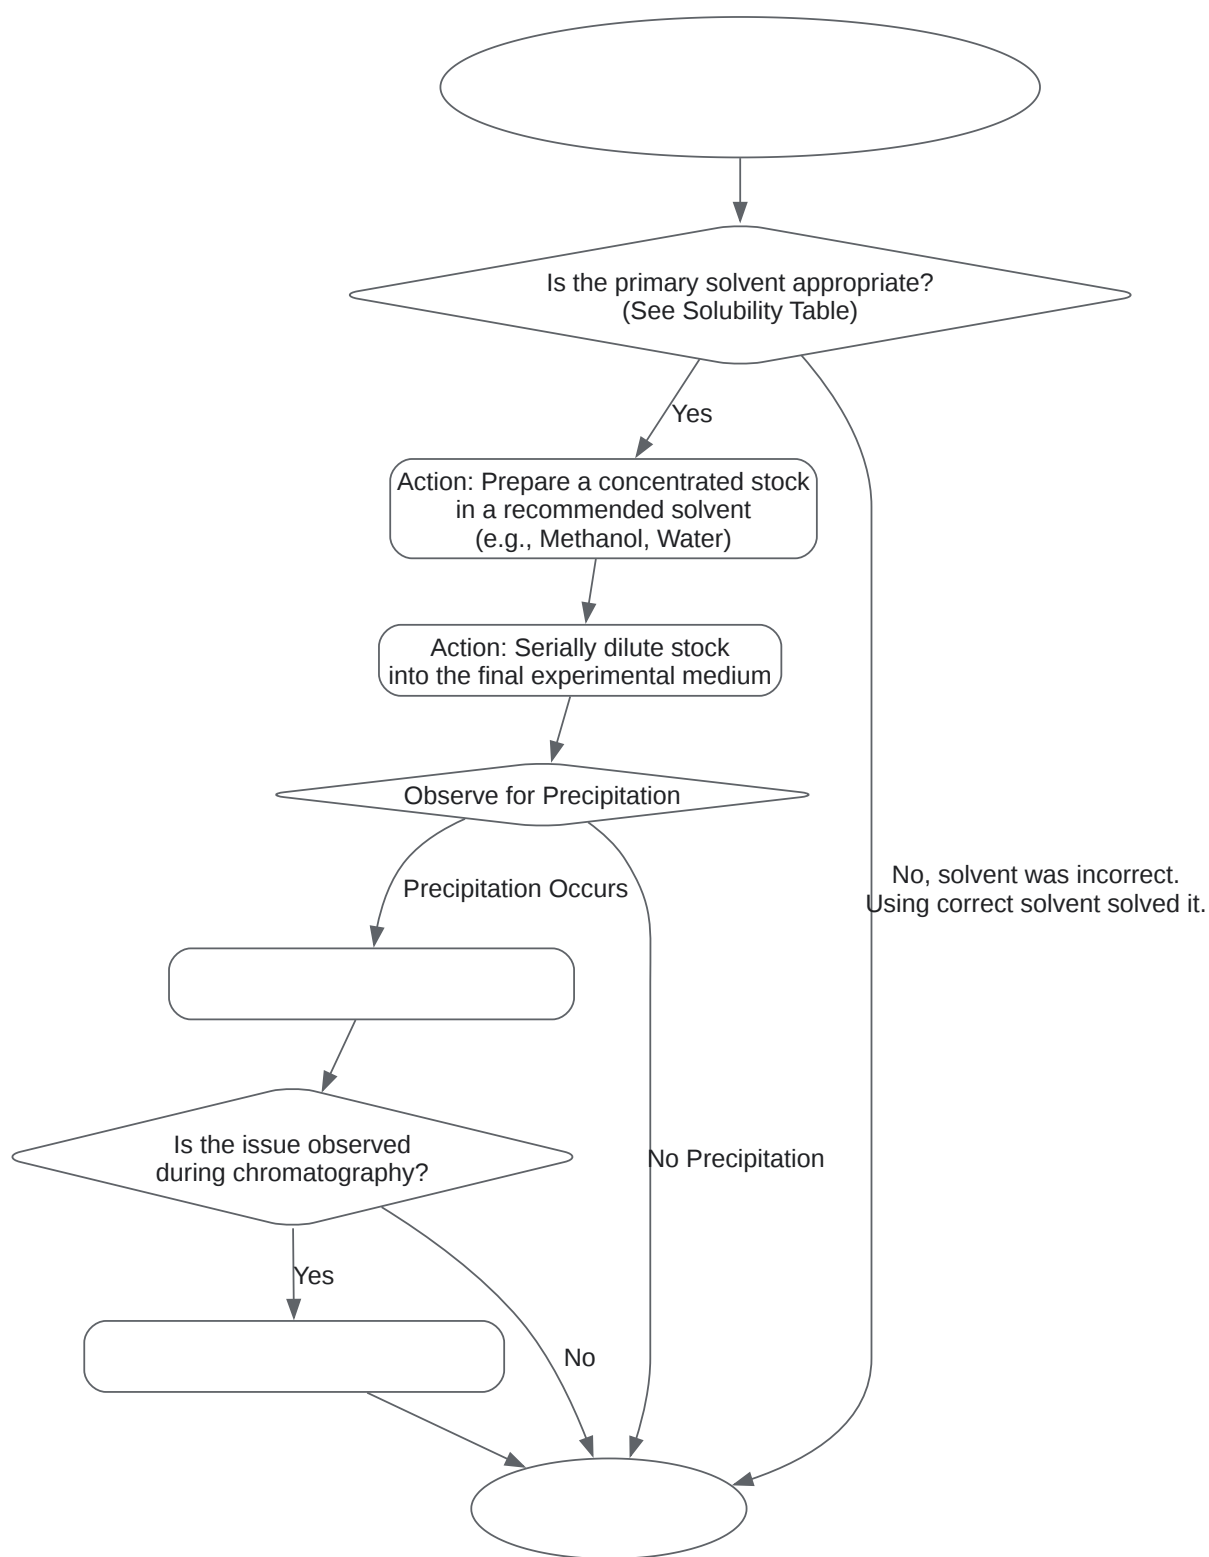 Is the primary solvent appropriate?
(See Solubility Table)
Yes
Action: Prepare a concentrated stock
in a recommended solvent
(e.g., Methanol, Water)
Action: Serially dilute stock
into the final experimental medium
Observe for Precipitation
Precipitation Occurs
No, solvent was incorrect.
Using correct solvent solved it.
Is the issue observed
during chromatography?
No Precipitation
Yes
No